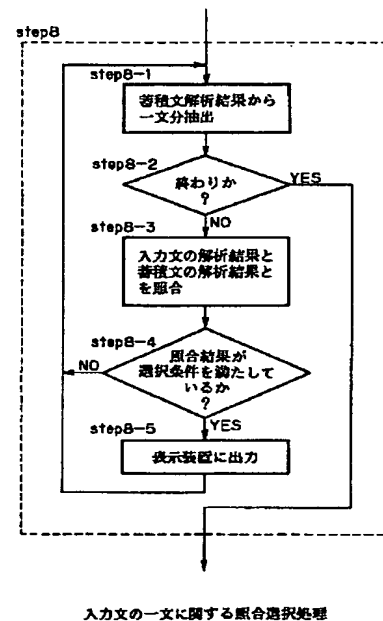 step8
step8-1
蓄積文解析結果から
一文分抽出
step8-2
終わりか
?
YES
NO
step8-3
入力文の解析結果と
蓄積文の解析結果と
を照合
step8-4
照合結果が
選択条件を満たして
いるか
?
NO
YES
step8-5
表示装置に出力
入力文の一文に関する照合選択処理